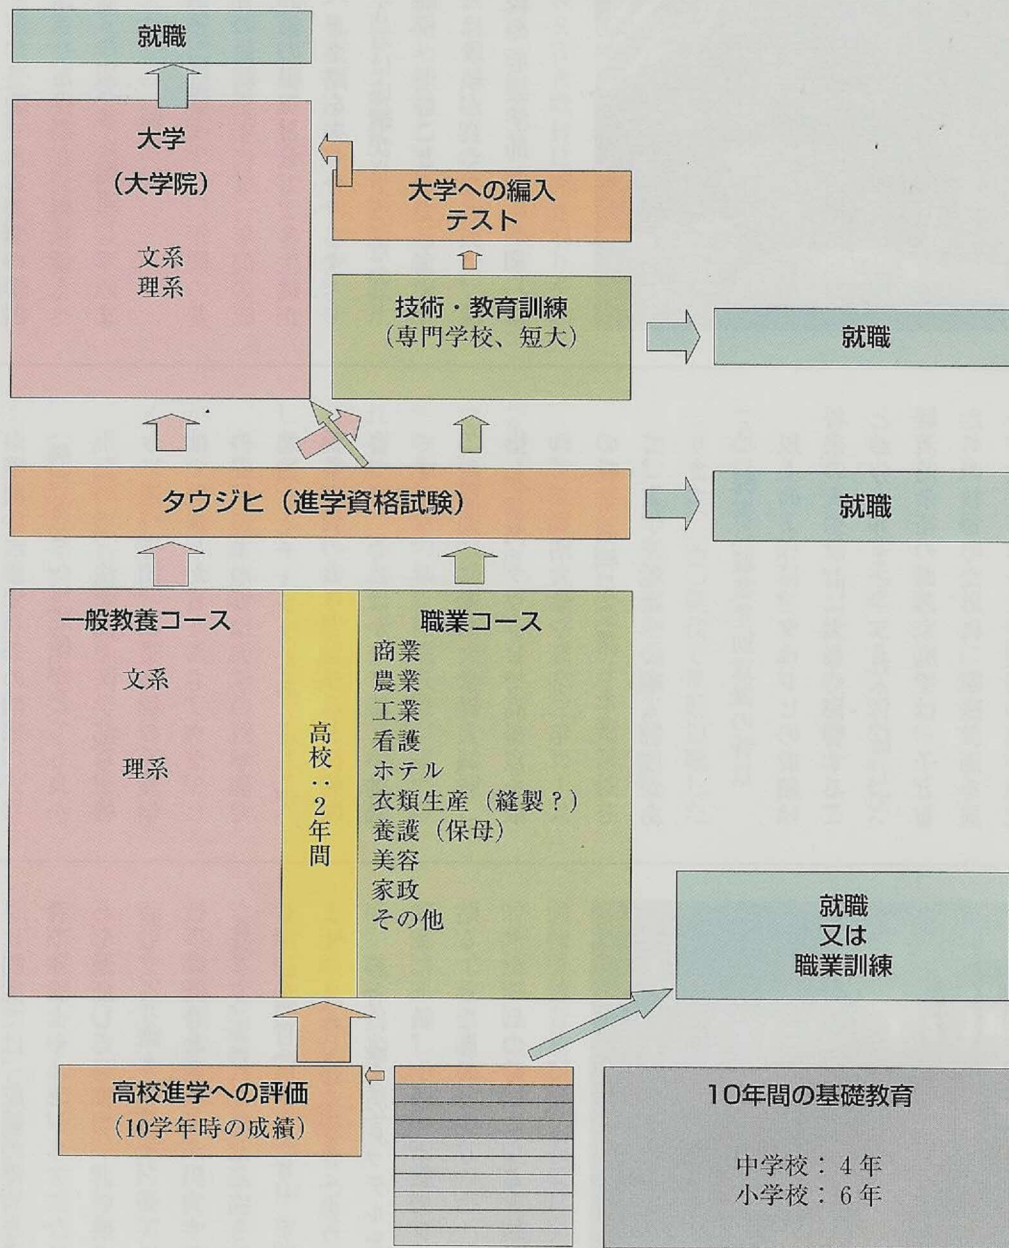 就職
大学
（大学院）
文系
理系
大学への編入
テスト
技術・教育訓練
（専門学校、短大）
就職
タウジヒ（進学資格試験）
就職
一般教養コース
文系
理系
高校：2年間
職業コース
商業
農業
工業
看護
ホテル
衣類生産（縫製？）
養護（保母）
美容
家政
その他
就職
又は
職業訓練
高校進学への評価
（10学年時の成績）
10年間の基礎教育
中学校：4年
小学校：6年